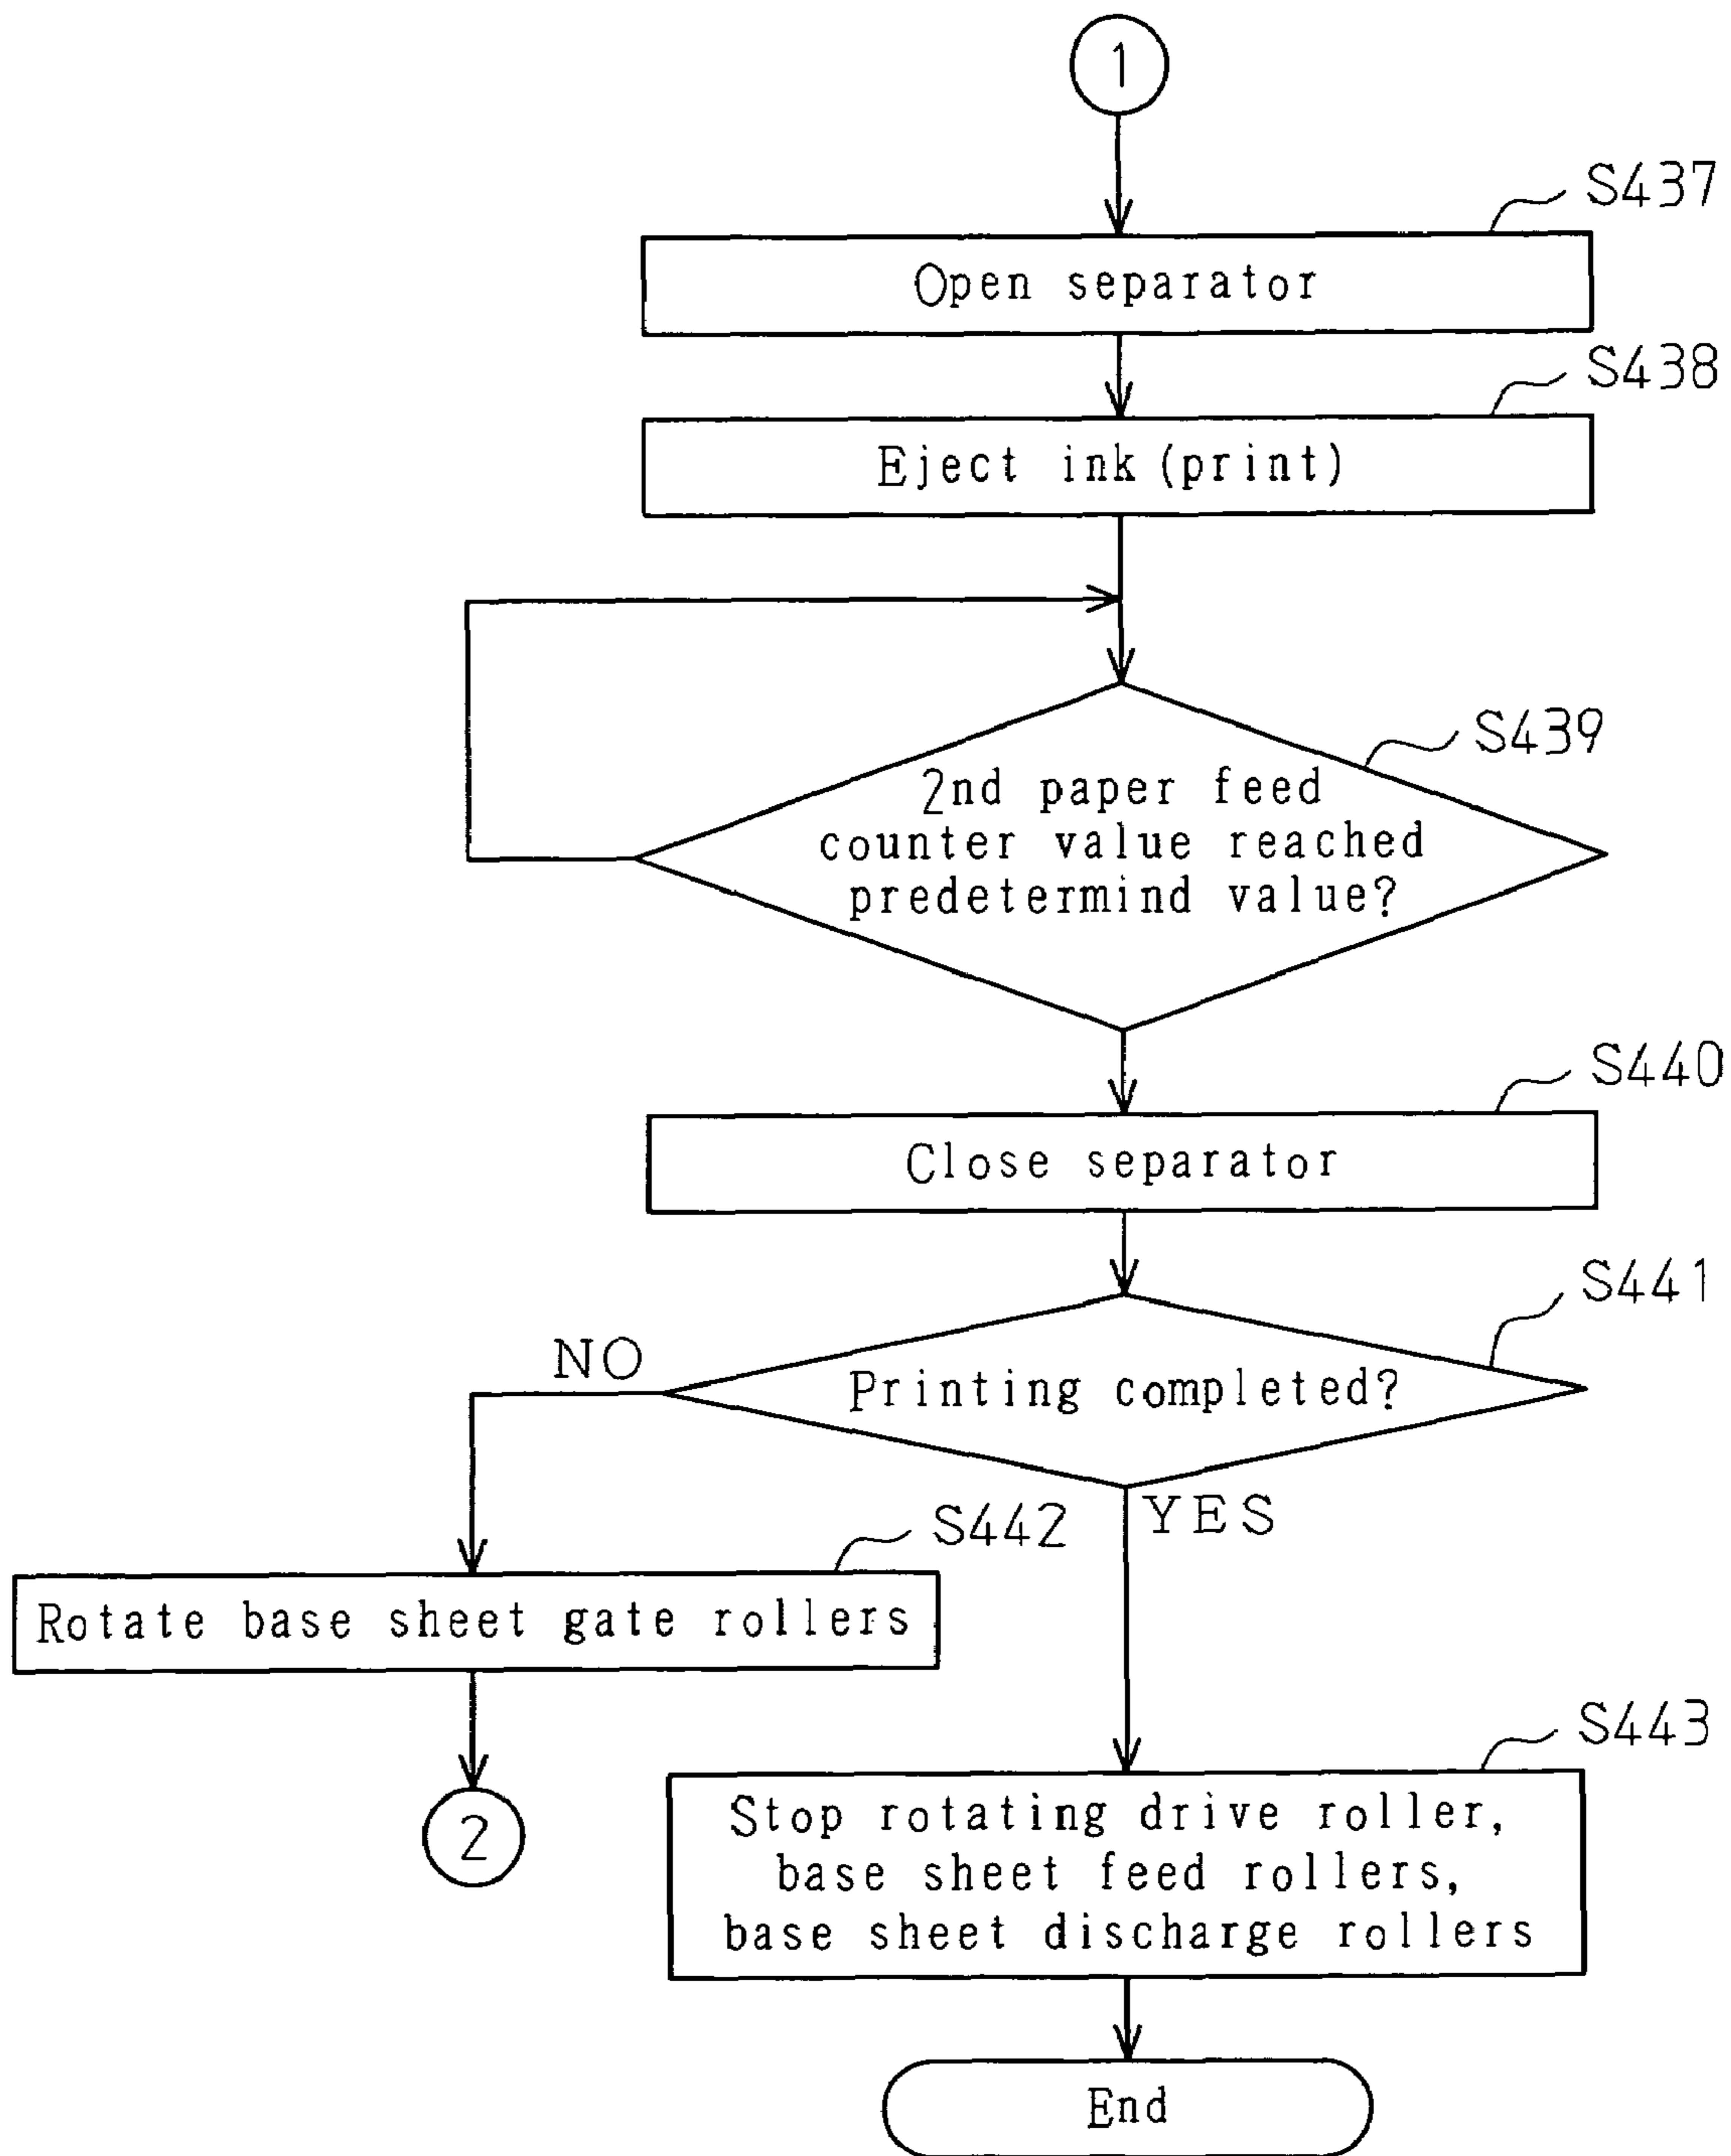 1
S437
Open separator
S438
Eject ink (print)
S439
2nd paper feed
counter value reached
predetermind value?
S440
Close separator
S441
NO
Printing completed?
YES
S442
Rotate base sheet gate rollers
S443
2
Stop rotating drive roller,
base sheet feed rollers,
base sheet discharge rollers
End